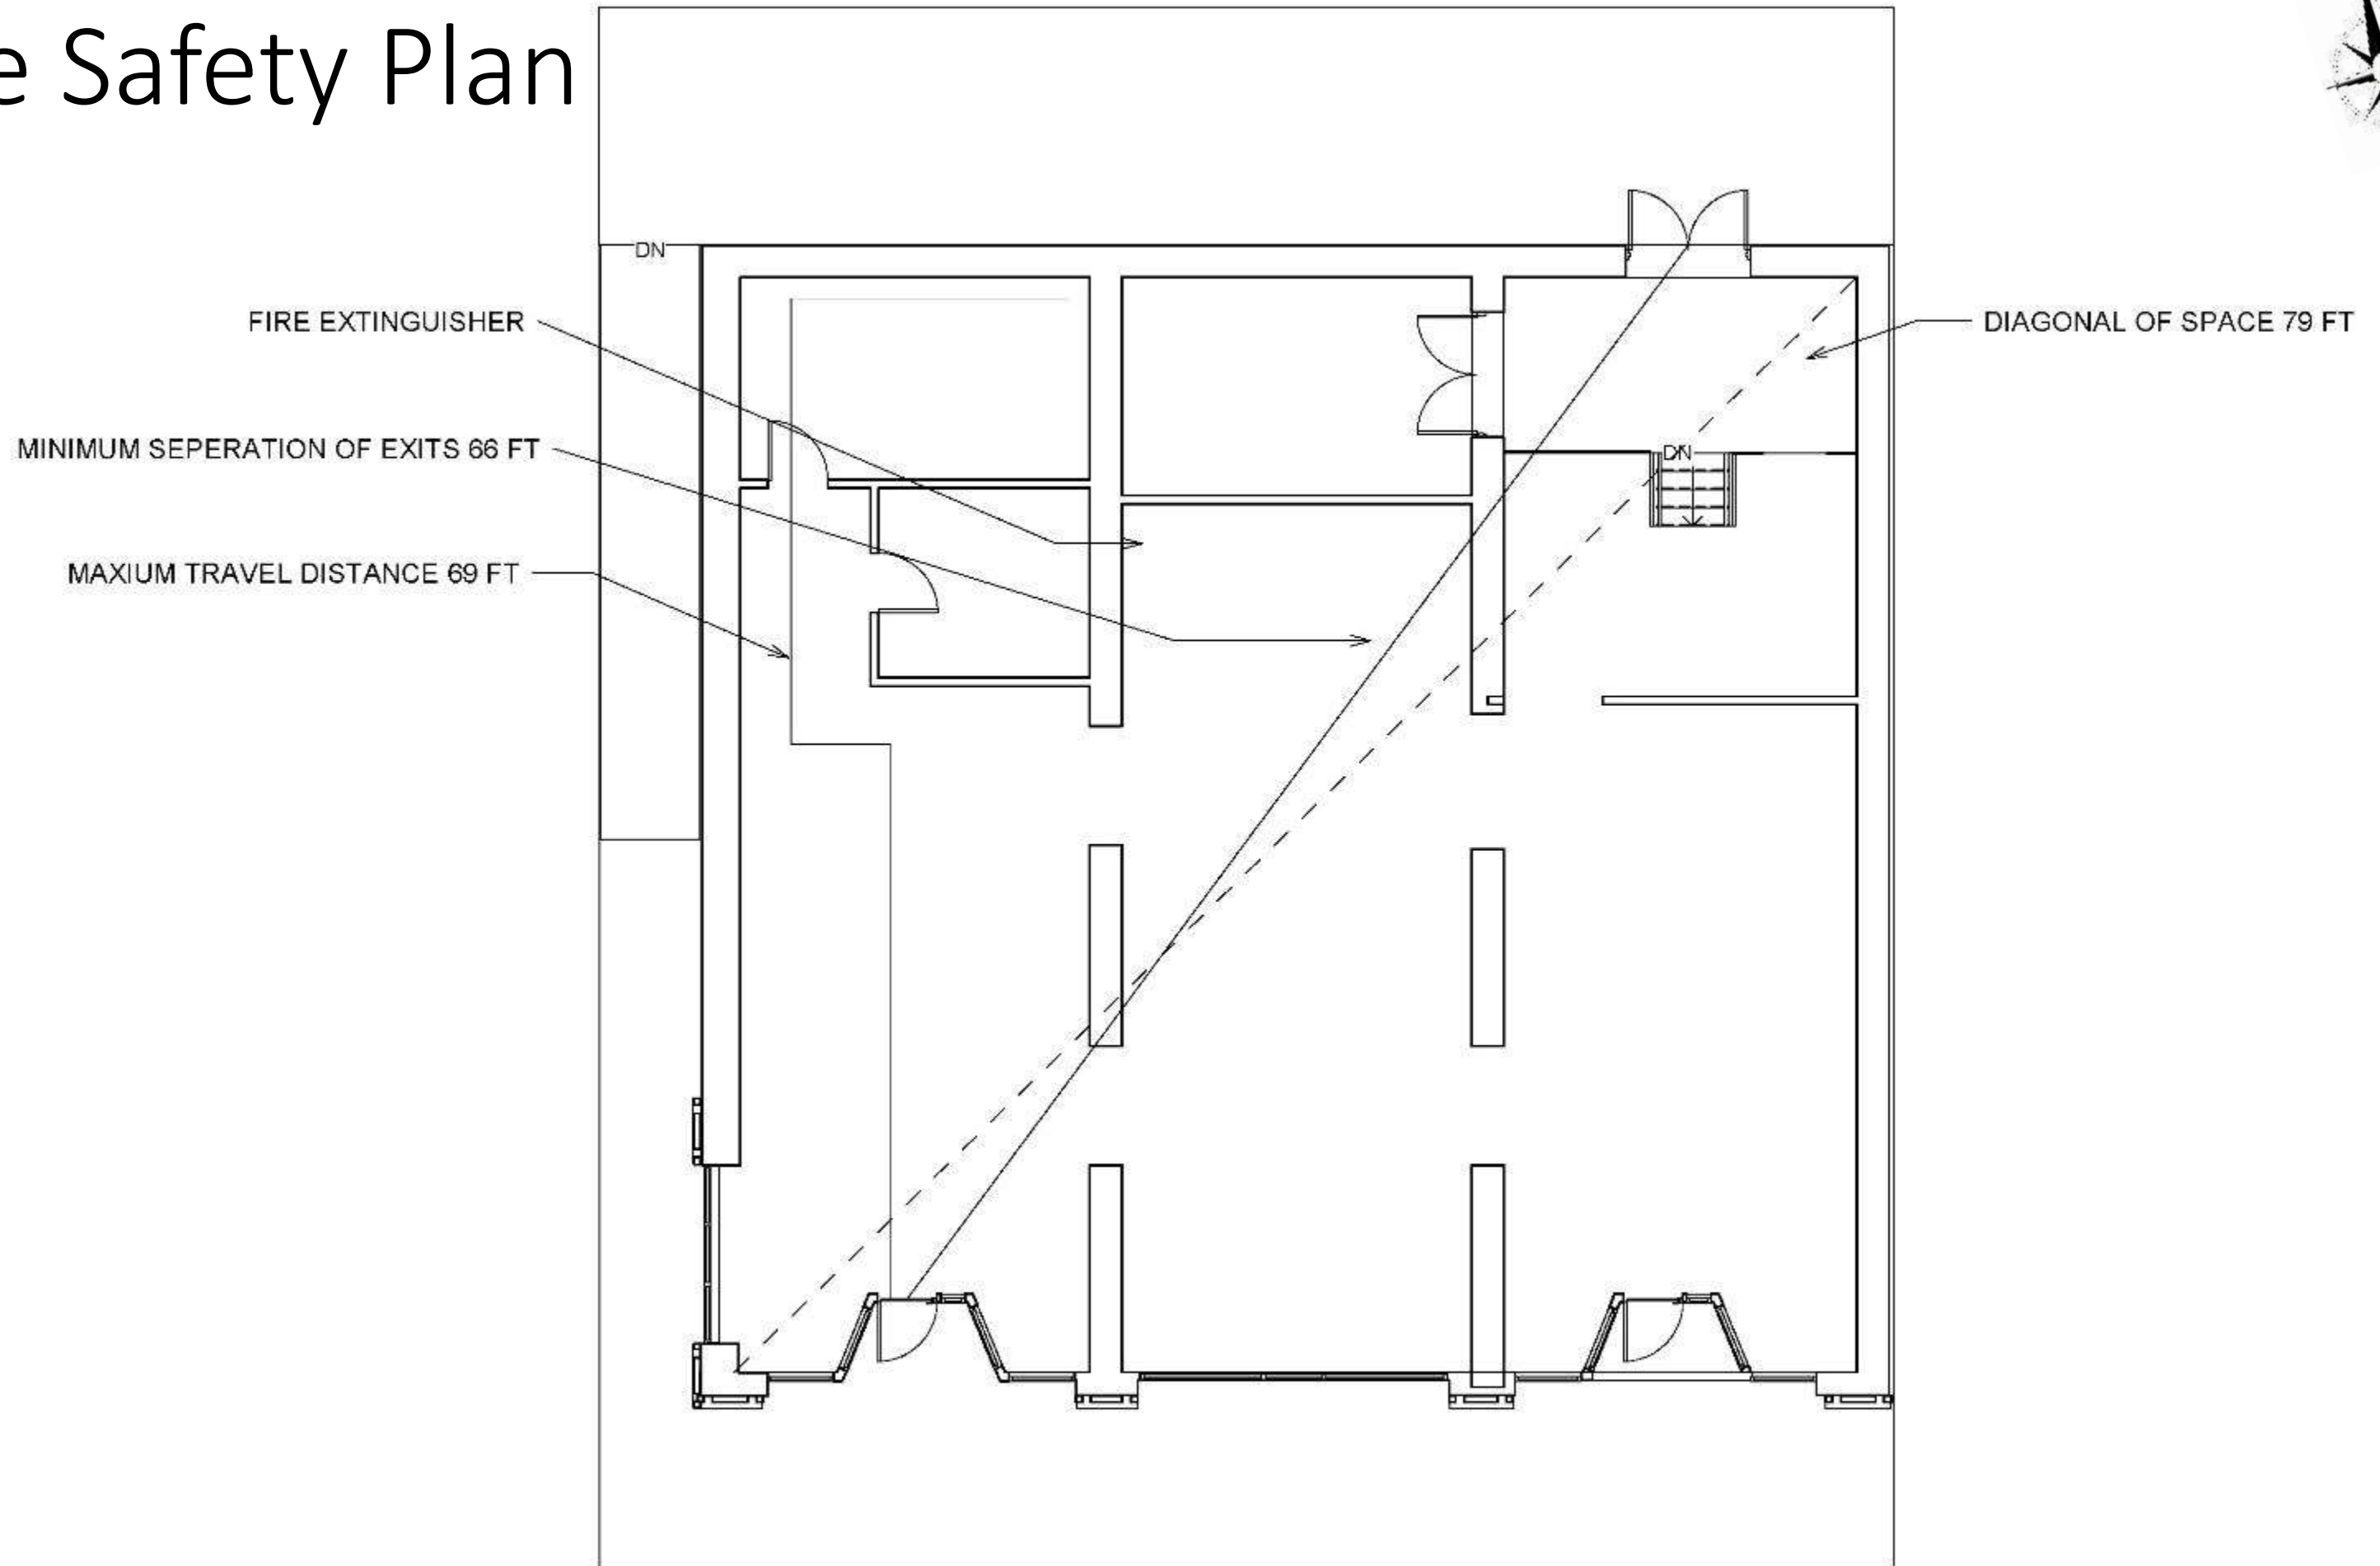 e Safety Plan
DN
FIRE EXTINGUISHER
DIAGONAL OF SPACE 79 FT
MINIMUM SEPERATION OF EXITS 66 FT
DN
MAXIUM TRAVEL DISTANCE 69 FT